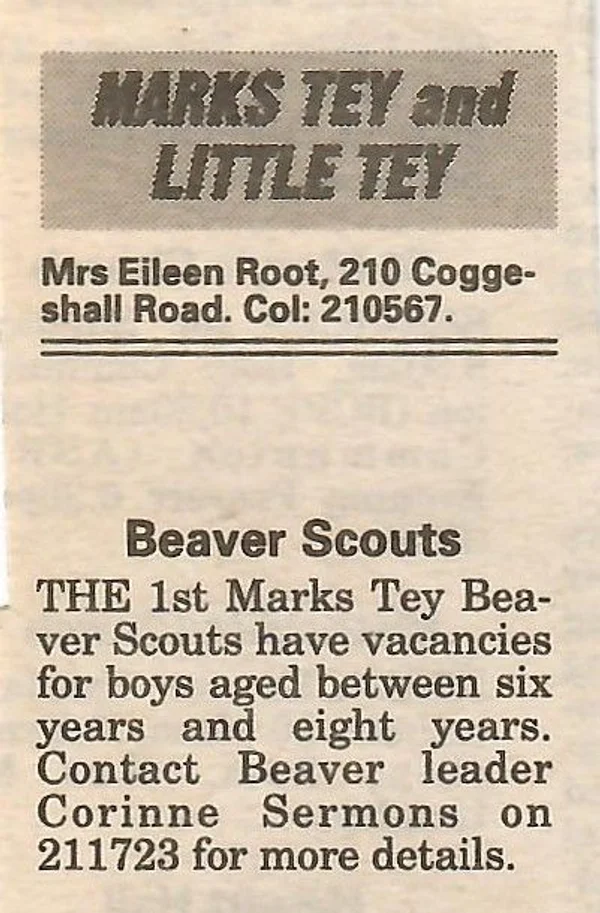 MARKS TEY and
LITTLE TEY
Mrs Eileen Root, 210 Cogge-
shall Road. Col: 210567.
Beaver Scouts
THE 1st Marks Tey Bea-
ver Scouts have vacancies
for boys aged between six
years and eight years.
Contact Beaver leader
Corinne Sermons on
211723 for more details.